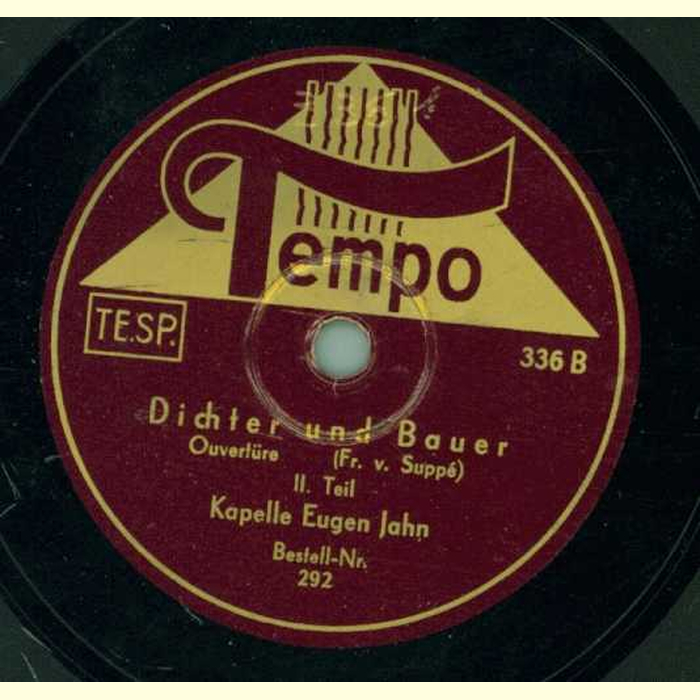 Tempo
TE.SP.
336 B
Dichter und Bauer
Ouvertüre (Fr. v. Suppé)
II. Teil
Kapelle Eugen Jahn
Bestell-Nr.
292